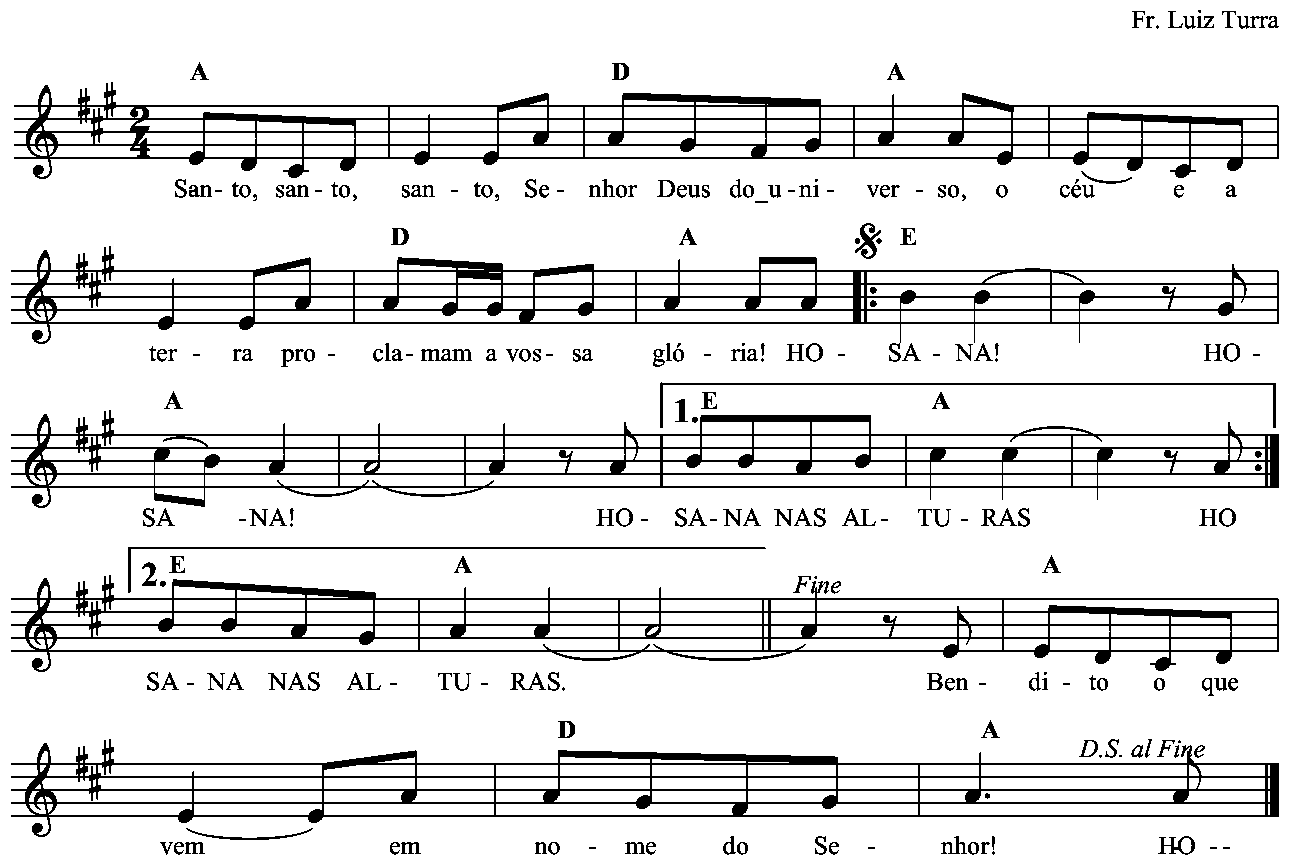 Fr. Luiz Turra
A D A
2 4
San-to, san-to, san-to, Se-nhor Deus do_u-ni-ver-so, o céu e a
D A E
ter-ra pro-cla-mam a vos-sa gló-ria! HO-SA-NA! HO-
A 1. E A
SA -NA! HO-SA-NA NAS AL-TU-RAS HO
2. E A Fine A
SA-NA NAS AL-TU-RAS. Ben-di-to o que
D A D.S. al Fine
vem em no-me do Se-nhor! HO--